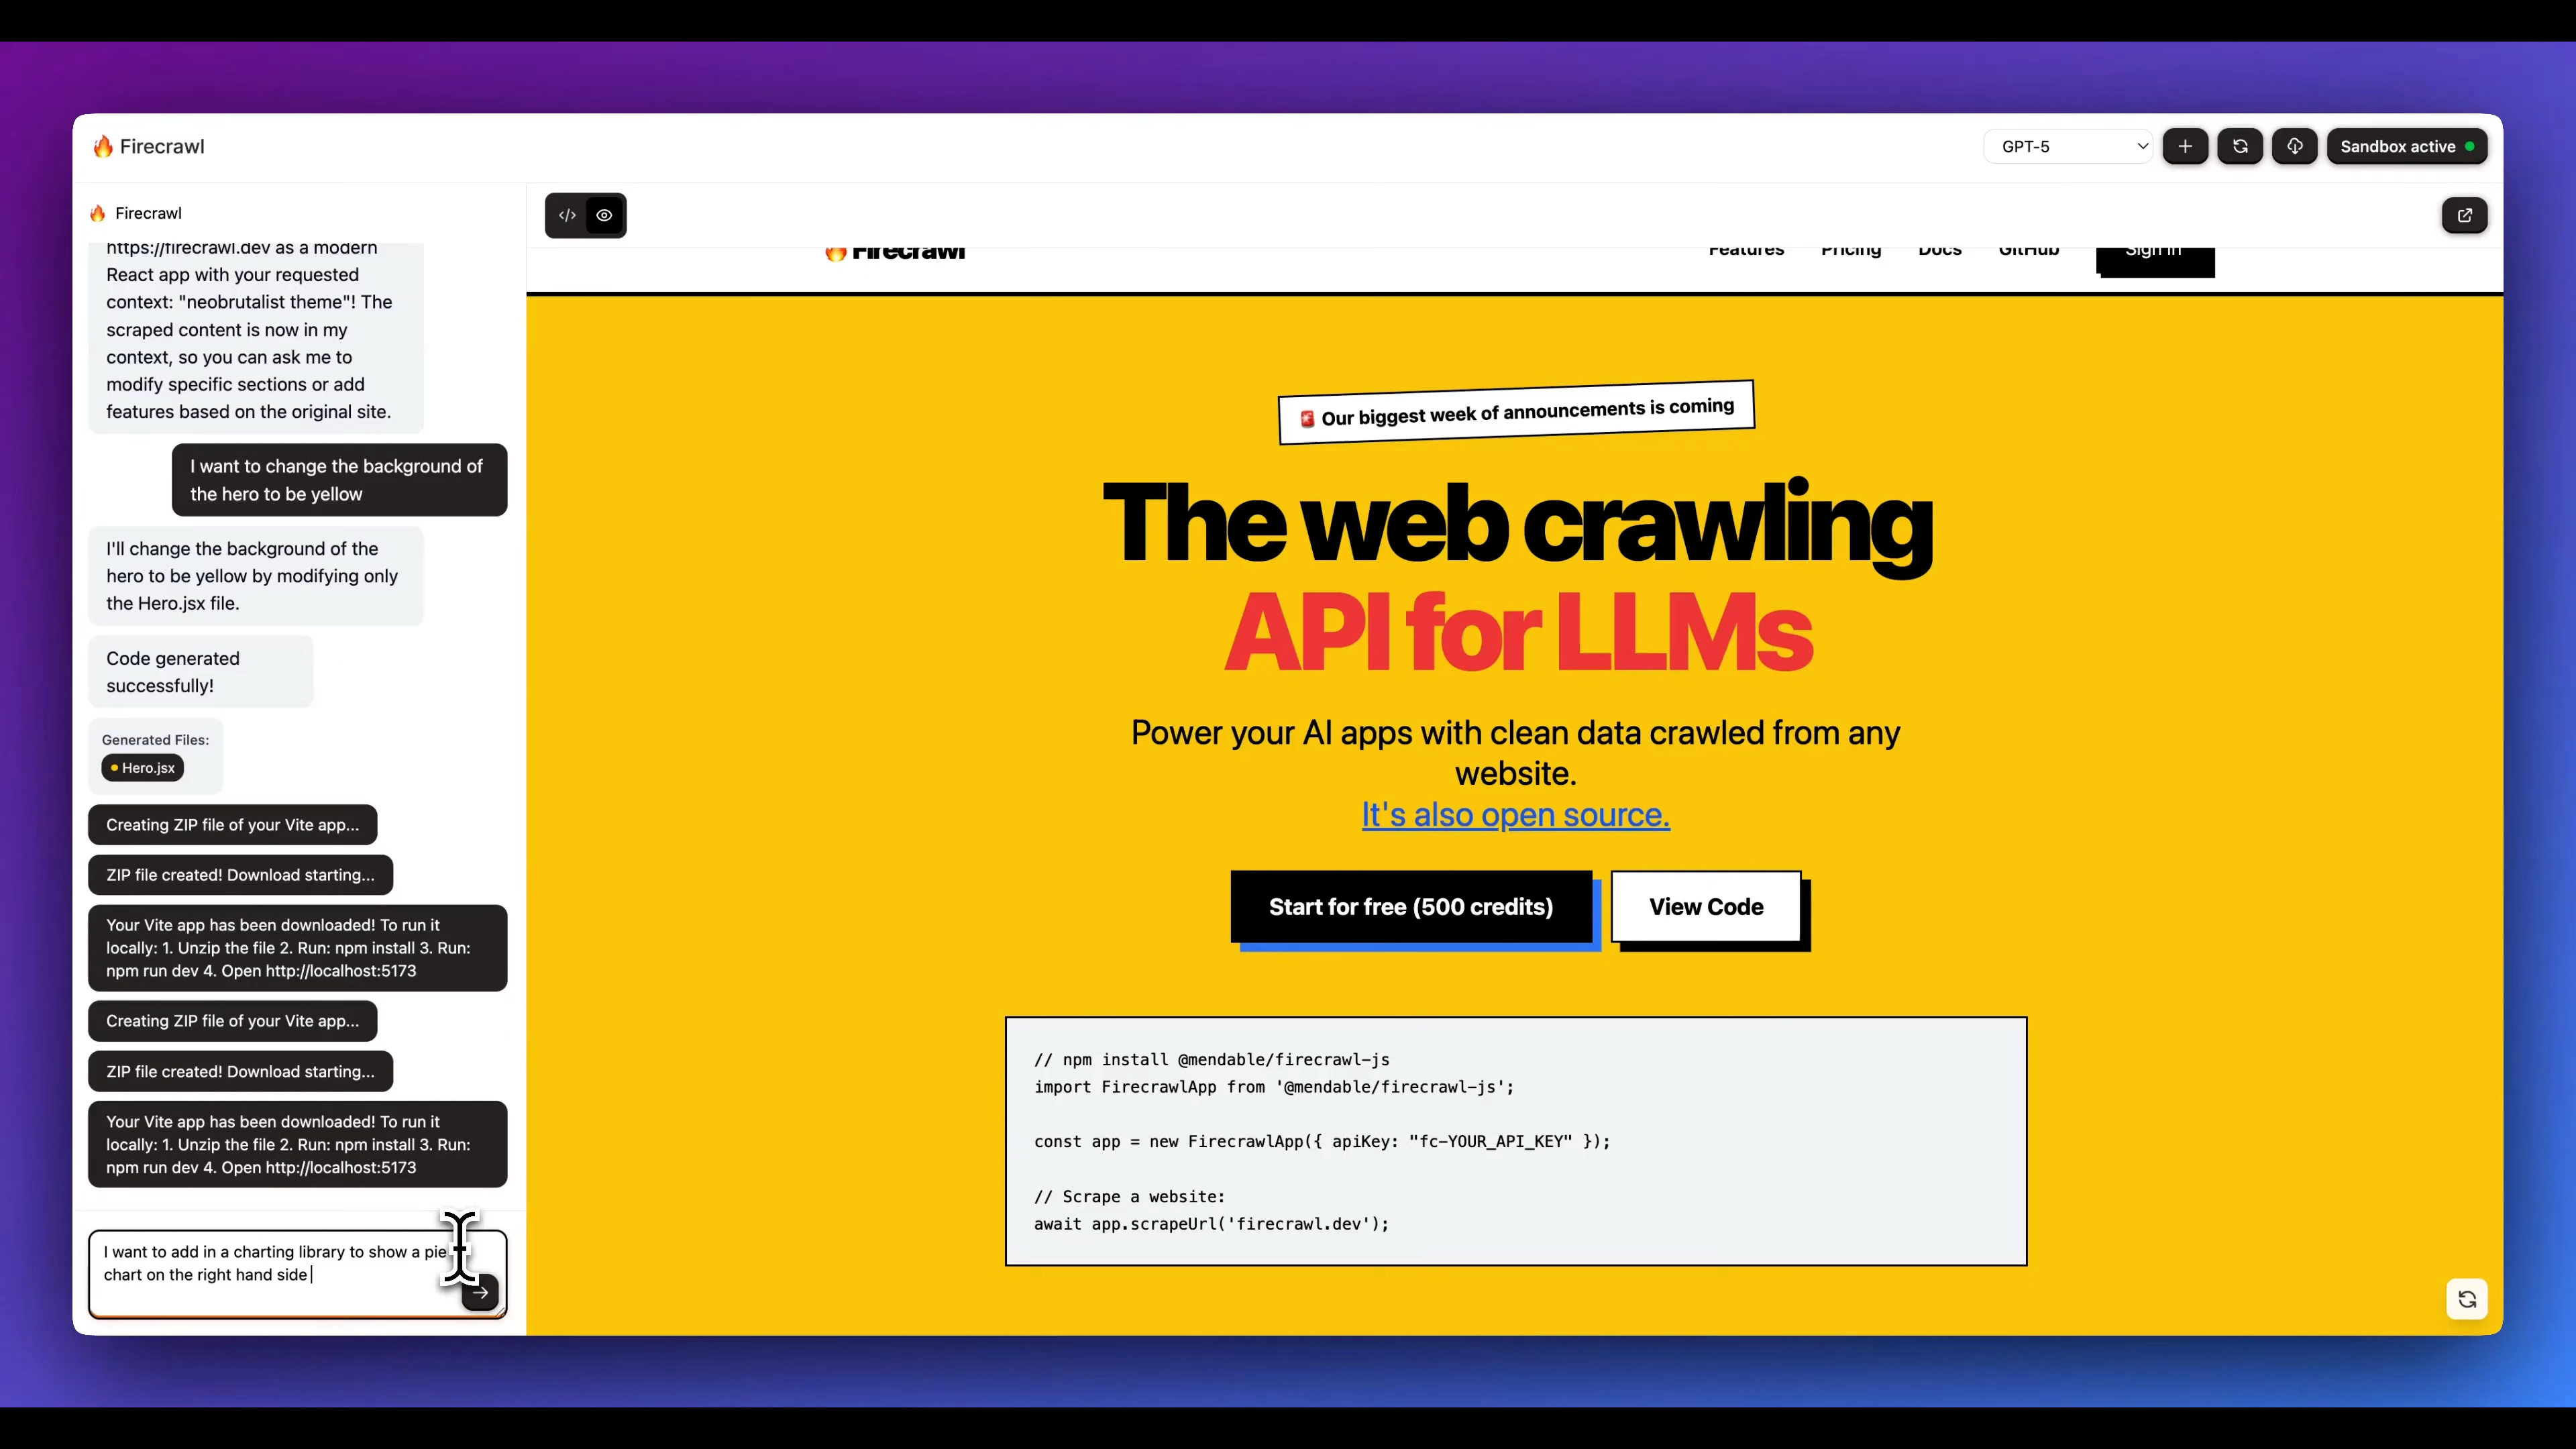 🔥 Firecrawl
GPT-5
Sandbox active
🔥 Firecrawl
https://firecrawl.dev as a modern
React app with your requested
context: "neobrutalist theme"! The
scraped content is now in my
context, so you can ask me to
modify specific sections or add
features based on the original site.
I want to change the background of
the hero to be yellow
I'll change the background of the
hero to be yellow by modifying only
the Hero.jsx file.
Code generated
successfully!
Generated Files:
Hero.jsx
Creating ZIP file of your Vite app...
ZIP file created! Download starting...
Your Vite app has been downloaded! To run it
locally: 1. Unzip the file 2. Run: npm install 3. Run:
npm run dev 4. Open http://localhost:5173
Creating ZIP file of your Vite app...
ZIP file created! Download starting...
Your Vite app has been downloaded! To run it
locally: 1. Unzip the file 2. Run: npm install 3. Run:
npm run dev 4. Open http://localhost:5173
I want to add in a charting library to show a pie
chart on the right hand side
</>
🔥 Firecrawl
Features Pricing Docs GitHub Sign In
🚨 Our biggest week of announcements is coming
The web crawling
API for LLMs
Power your AI apps with clean data crawled from any
website.
It's also open source.
Start for free (500 credits)
View Code
// npm install @mendable/firecrawl-js
import FirecrawlApp from '@mendable/firecrawl-js';
const app = new FirecrawlApp({ apiKey: "fc-YOUR_API_KEY" });
// Scrape a website:
await app.scrapeUrl('firecrawl.dev');